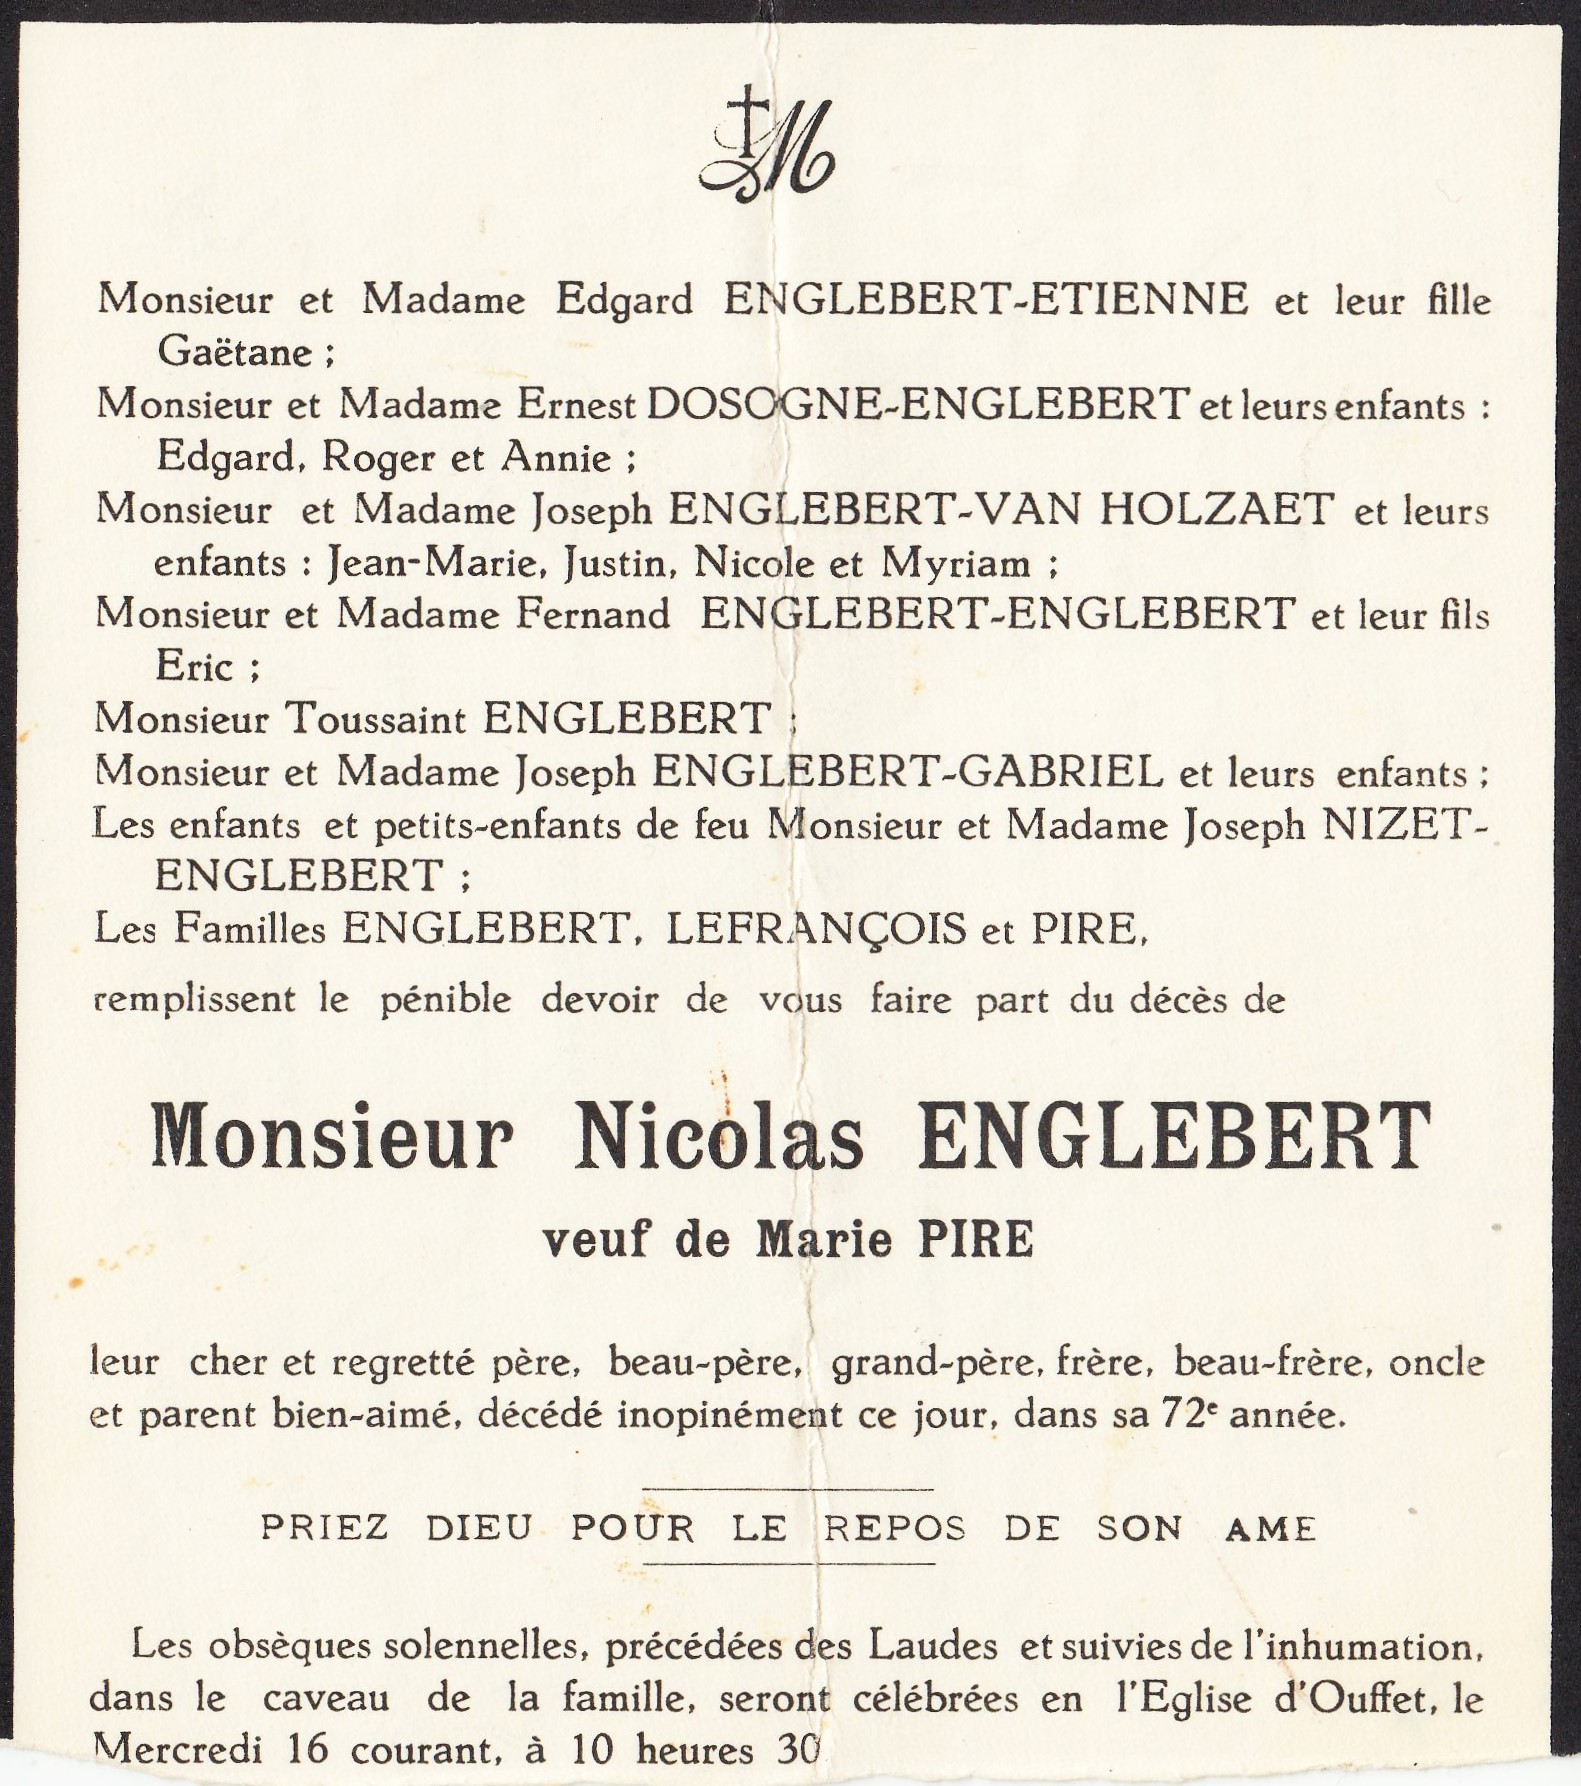 M
Monsieur et Madame Edgard ENGLEBERT-ETIENNE et leur fille
Gaëtane ;
Monsieur et Madame Ernest DOSOGNE-ENGLEBERT et leurs enfants :
Edgard, Roger et Annie ;
Monsieur et Madame Joseph ENGLEBERT-VAN HOLZAET et leurs
enfants : Jean-Marie, Justin, Nicole et Myriam ;
Monsieur et Madame Fernand ENGLEBERT-ENGLEBERT et leur fils
Eric ;
Monsieur Toussaint ENGLEBERT ;
Monsieur et Madame Joseph ENGLEBERT-GABRIEL et leurs enfants ;
Les enfants et petits-enfants de feu Monsieur et Madame Joseph NIZET-
ENGLEBERT ;
Les Familles ENGLEBERT, LEFRANÇOIS et PIRE,
remplissent le pénible devoir de vous faire part du décès de
Monsieur Nicolas ENGLEBERT
veuf de Marie PIRE
leur cher et regretté père, beau-père, grand-père, frère, beau-frère, oncle
et parent bien-aimé, décédé inopinément ce jour, dans sa 72e année.
PRIEZ DIEU POUR LE REPOS DE SON AME
Les obsèques solennelles, précédées des Laudes et suivies de l'inhumation,
dans le caveau de la famille, seront célébrées en l'Eglise d'Ouffet, le
Mercredi 16 courant, à 10 heures 30